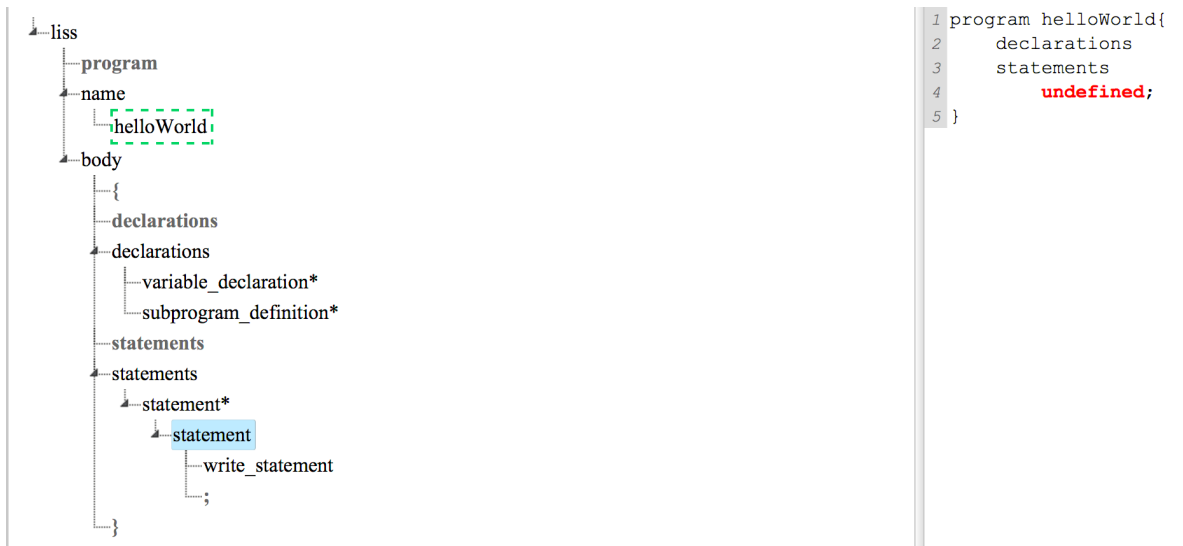 liss
program
name
helloWorld
body
{
declarations
declarations
variable_declaration*
subprogram_definition*
statements
statements
statement*
statement
write_statement
;
}
1 program helloWorld{
2 declarations
3 statements
4 undefined;
5 }